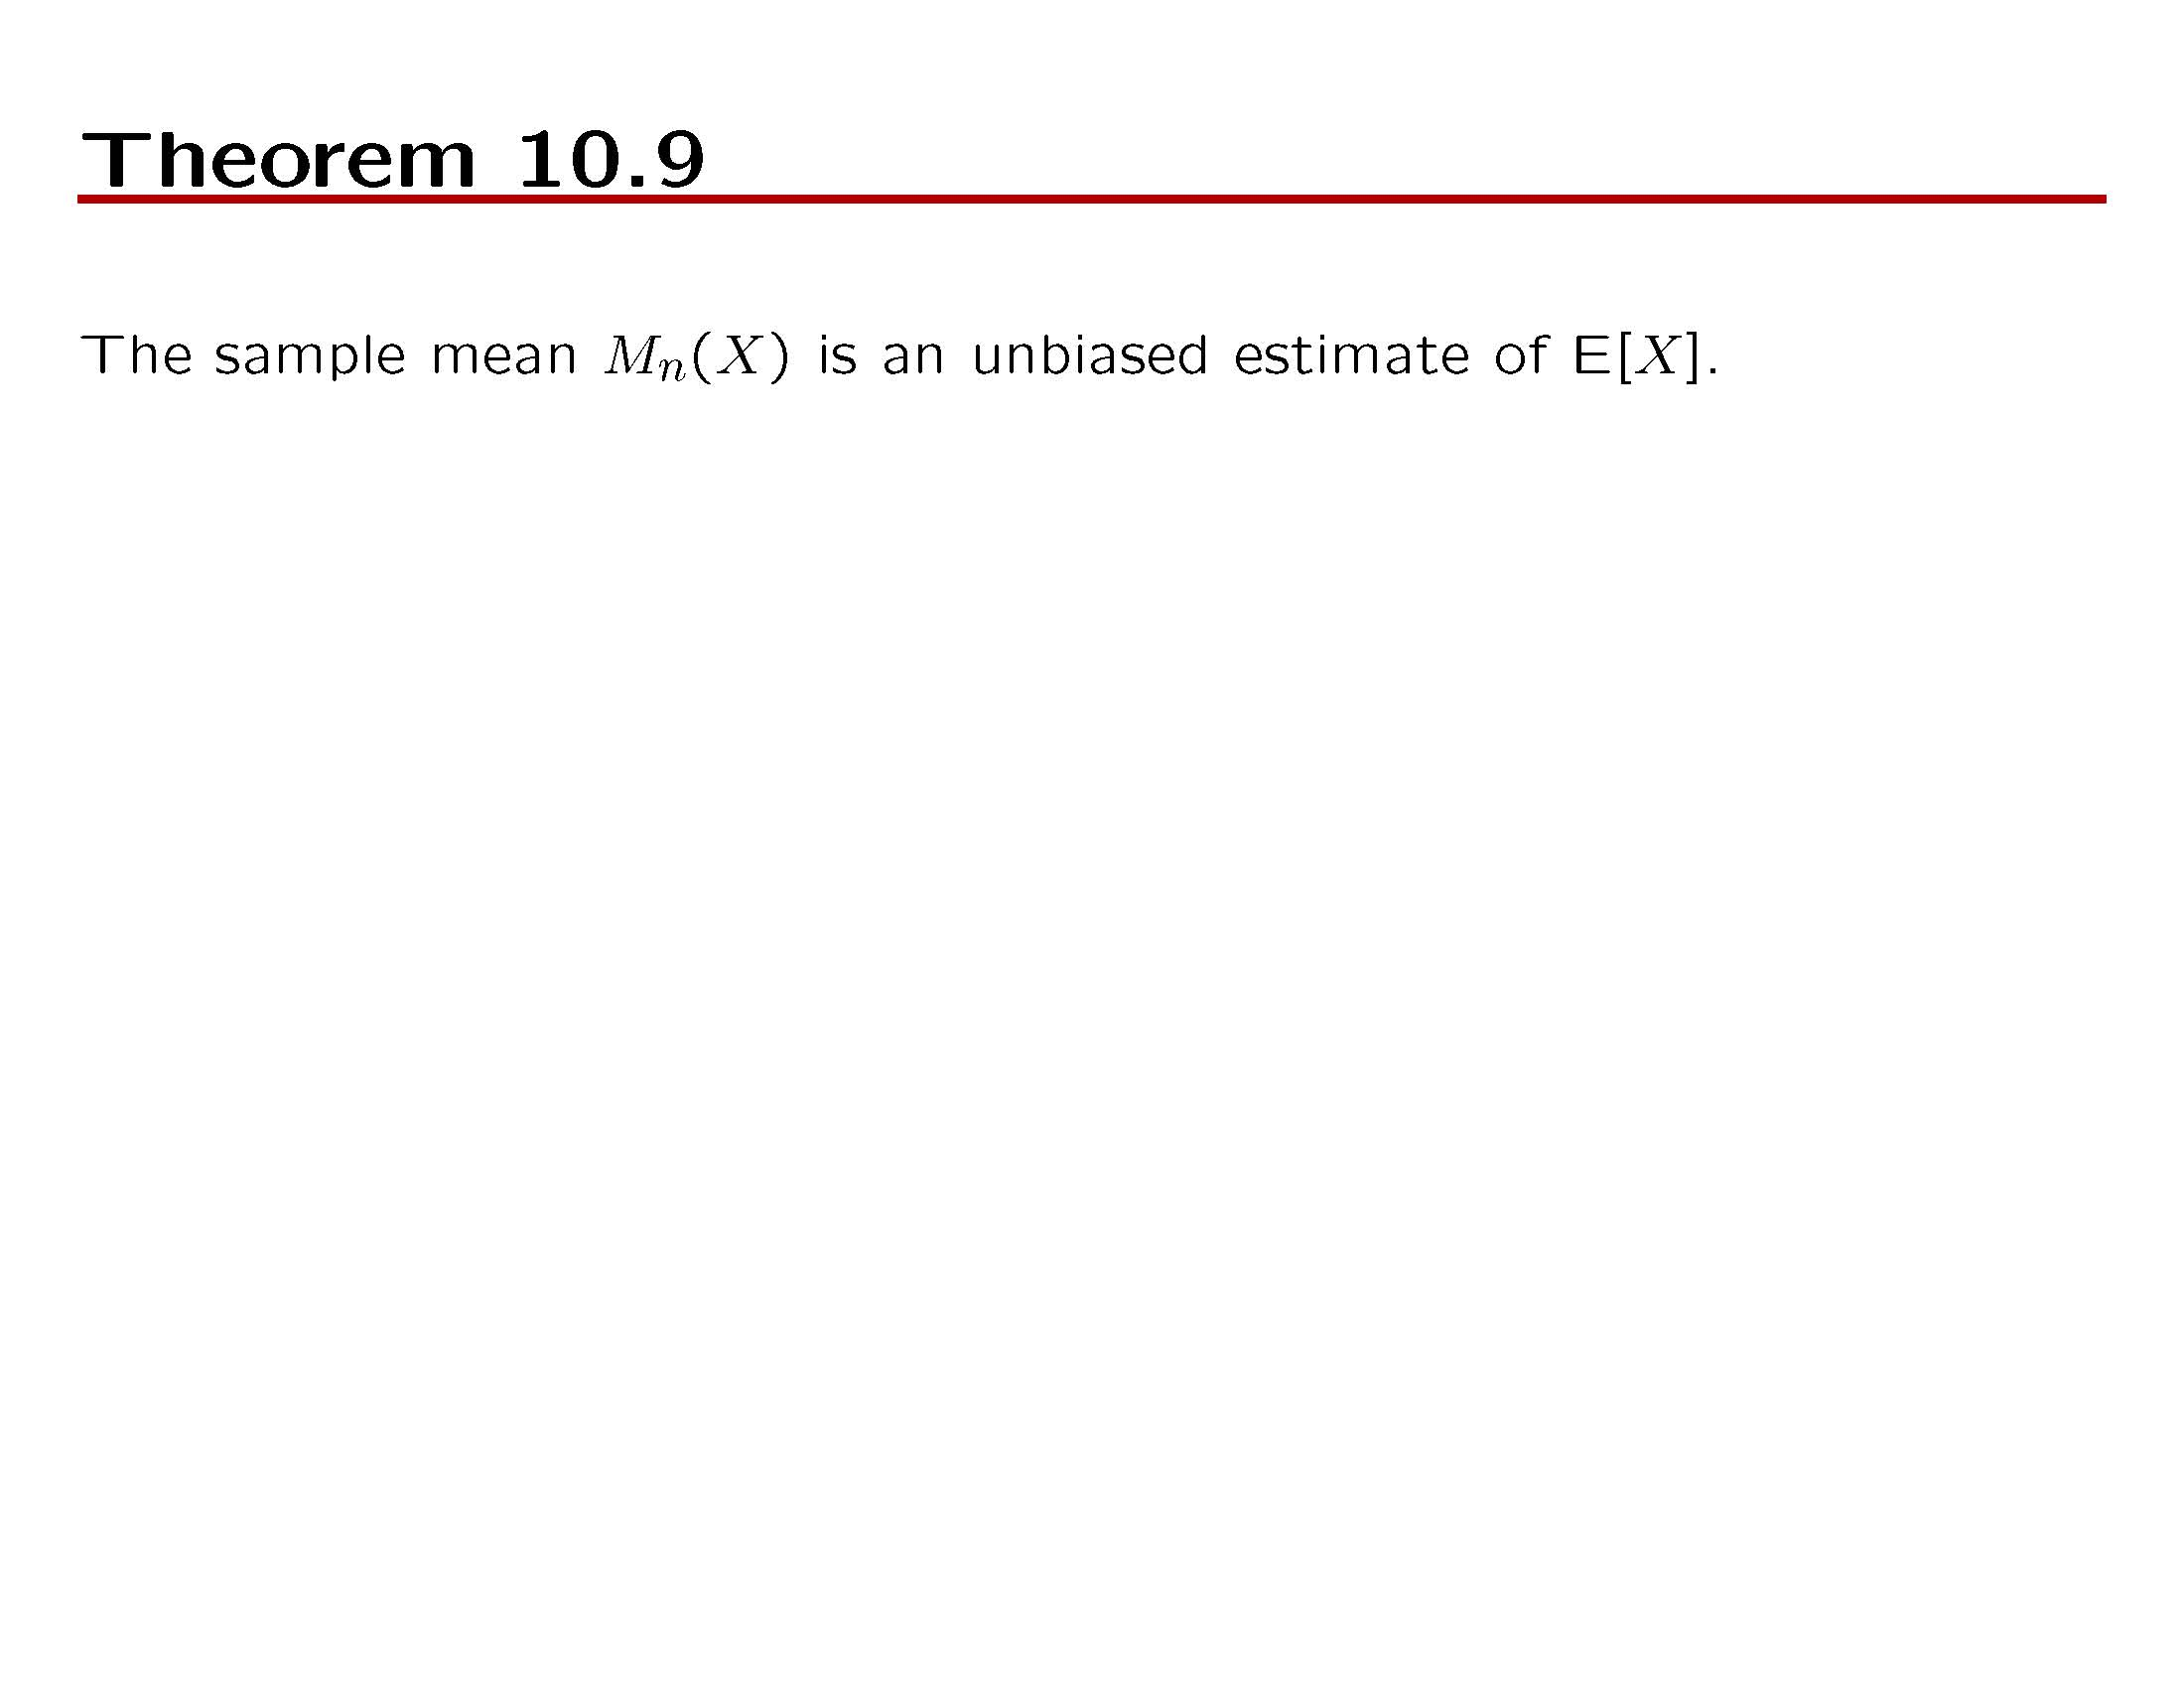 Theorem 10.9
The sample mean Mn(X) is an unbiased estimate of E[X].